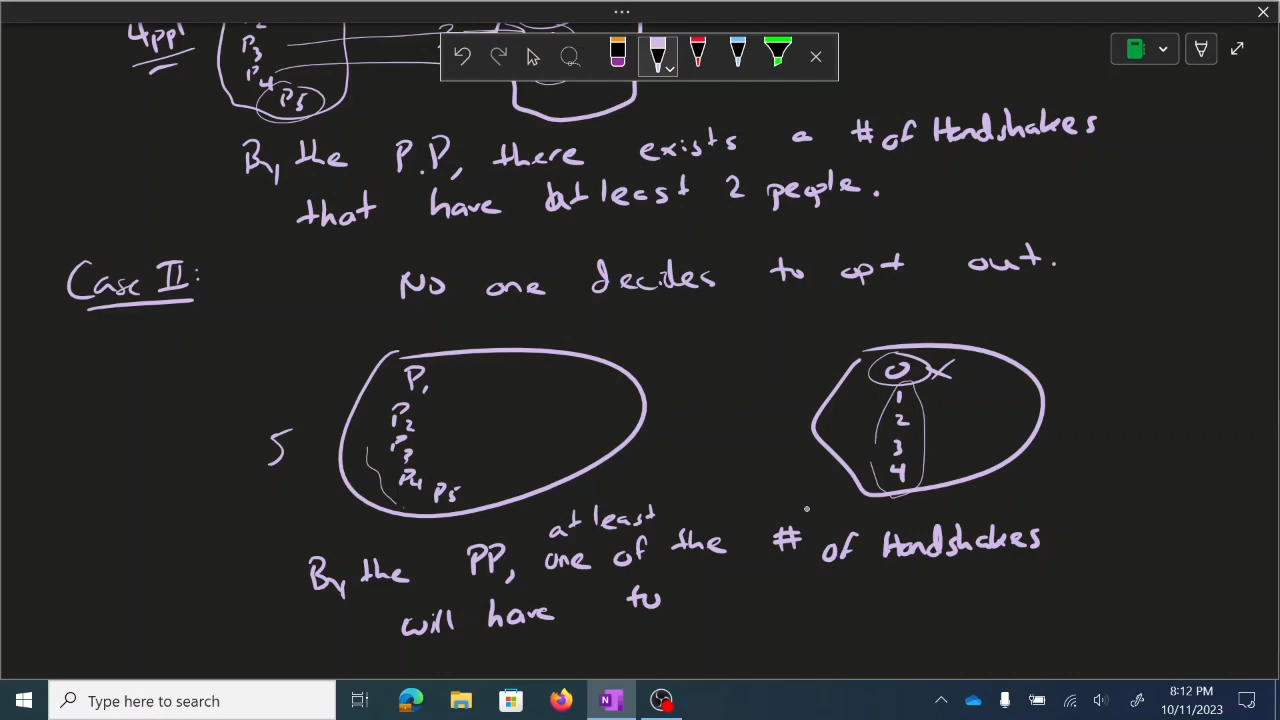 4ppl
P3
P4
P5
By the P.P, there exists a # of Handshakes
that have at least 2 people.
Case II:
No one decides to opt out.
P1
P2
P3
P4 P5
5
0 X
1
2
3
4
at least
By the PP, one of the # of Handshakes
will have to
Type here to search
8:12 PM
10/11/2023